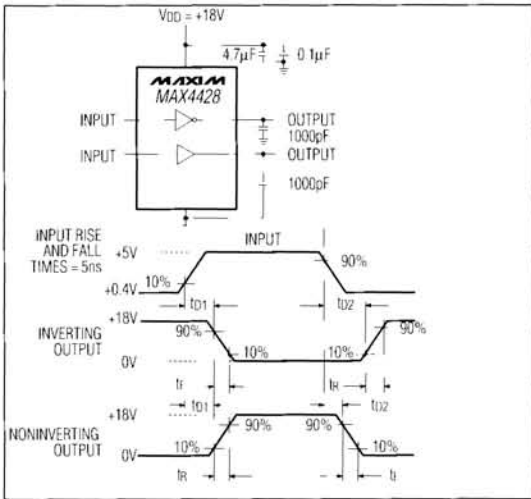 VDD = +18V
4.7µF
0.1µF
MAXIM
MAX4428
INPUT
OUTPUT
1000pF
INPUT
OUTPUT
1000pF
INPUT RISE
AND FALL
TIMES = 5ns
+5V
INPUT
90%
10%
+0.4V
tD1
tD2
+18V
INVERTING
OUTPUT
90%
90%
10%
10%
0V
tF
tR
tD1
tD2
+18V
NONINVERTING
OUTPUT
90%
90%
10%
10%
0V
tR
tf